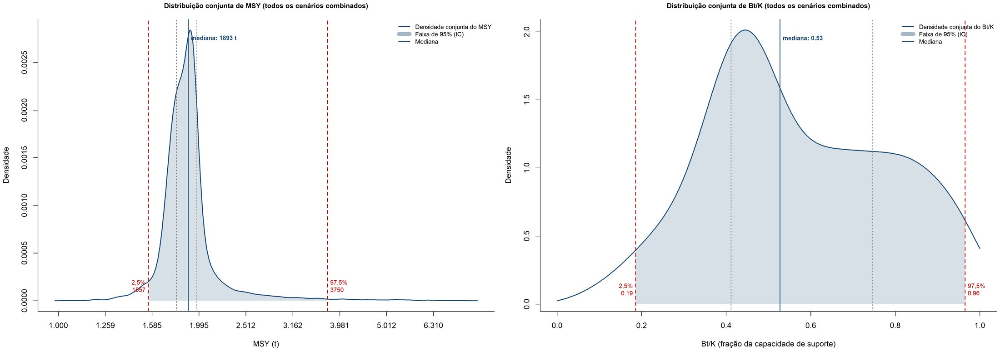 Distribuição conjunta de MSY (todos os cenários combinados)
Densidade conjunta do MSY
Faixa de 95% (IC)
Mediana
mediana: 1893 t
2,5%
1557
97,5%
3750
Densidade
0.0000
0.0005
0.0010
0.0015
0.0020
0.0025
1.000
1.259
1.585
1.995
2.512
3.162
3.981
5.012
6.310
MSY (t)
Distribuição conjunta de Bt/K (todos os cenários combinados)
Densidade conjunta do Bt/K
Faixa de 95% (IC)
Mediana
mediana: 0.53
2,5%
0.19
97,5%
0.96
Densidade
0.0
0.5
1.0
1.5
2.0
0.0
0.2
0.4
0.6
0.8
1.0
Bt/K (fração da capacidade de suporte)